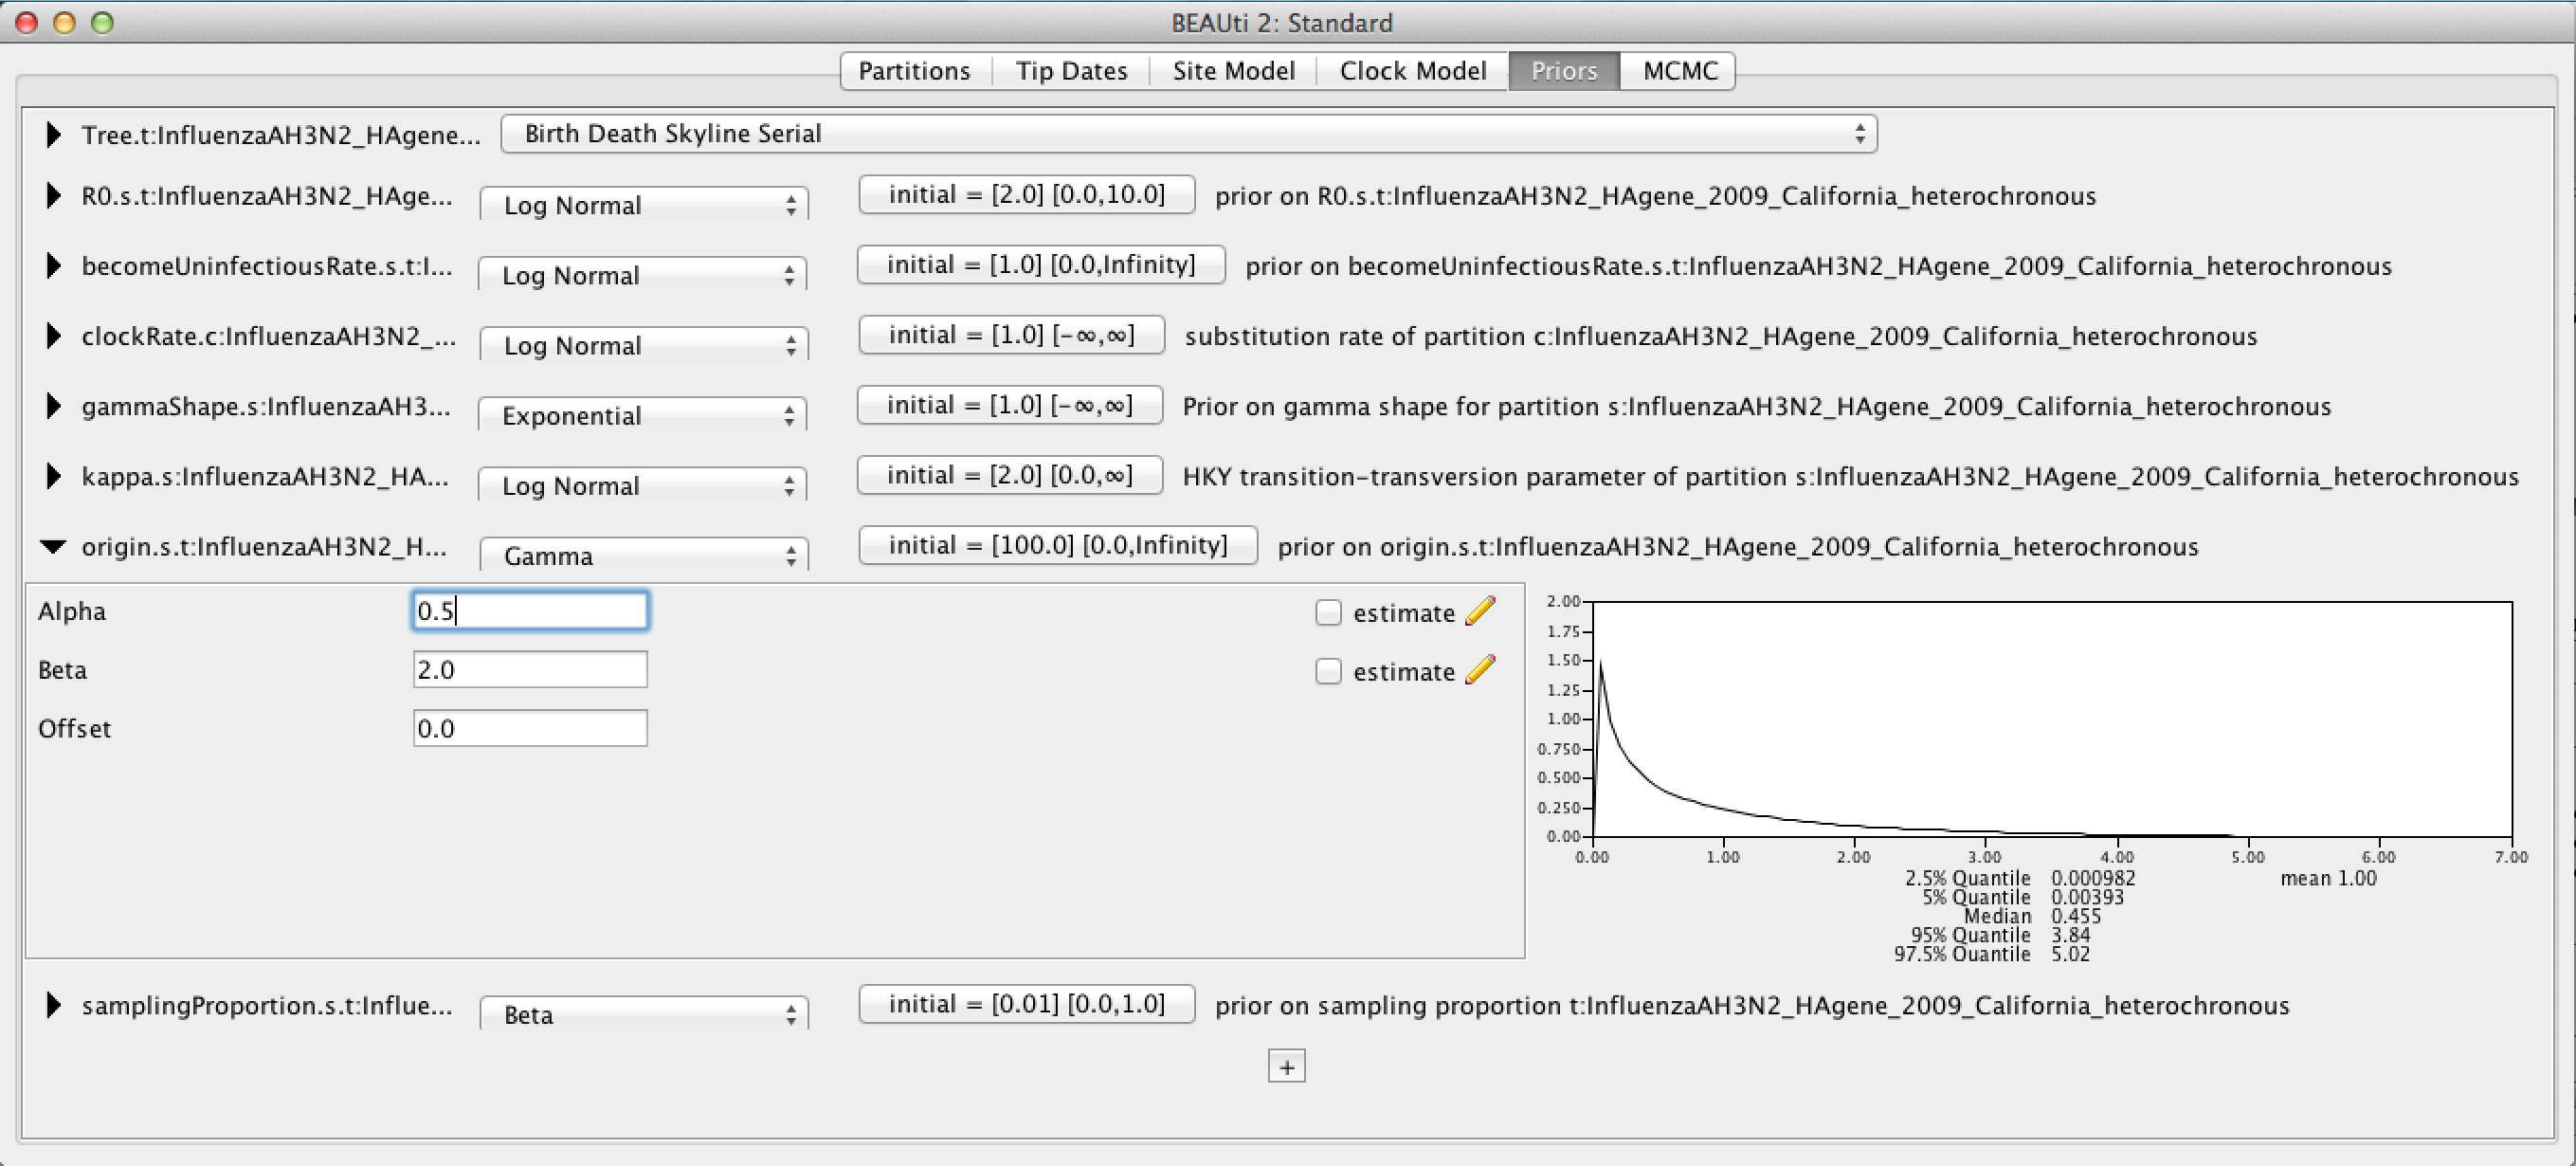 BEAUti 2: Standard
Partitions Tip Dates Site Model Clock Model Priors MCMC
Tree.t:InfluenzaAH3N2_HAgene... Birth Death Skyline Serial
R0.s.t:InfluenzaAH3N2_HAge... Log Normal initial = [2.0] [0.0,10.0] prior on R0.s.t:InfluenzaAH3N2_HAgene_2009_California_heterochronous
becomeUninfectiousRate.s.t:I... Log Normal initial = [1.0] [0.0,Infinity] prior on becomeUninfectiousRate.s.t:InfluenzaAH3N2_HAgene_2009_California_heterochronous
clockRate.c:InfluenzaAH3N2_... Log Normal initial = [1.0] [-∞,∞] substitution rate of partition c:InfluenzaAH3N2_HAgene_2009_California_heterochronous
gammaShape.s:InfluenzaAH3... Exponential initial = [1.0] [-∞,∞] Prior on gamma shape for partition s:InfluenzaAH3N2_HAgene_2009_California_heterochronous
kappa.s:InfluenzaAH3N2_HA... Log Normal initial = [2.0] [0.0,∞] HKY transition-transversion parameter of partition s:InfluenzaAH3N2_HAgene_2009_California_heterochronous
origin.s.t:InfluenzaAH3N2_H... Gamma initial = [100.0] [0.0,Infinity] prior on origin.s.t:InfluenzaAH3N2_HAgene_2009_California_heterochronous
Alpha 0.5 estimate
Beta 2.0 estimate
Offset 0.0
2.00
1.75
1.50
1.25
1.00
0.750
0.500
0.250
0.00
0.00 1.00 2.00 3.00 4.00 5.00 6.00 7.00
2.5% Quantile 0.000982 mean 1.00
5% Quantile 0.00393
Median 0.455
95% Quantile 3.84
97.5% Quantile 5.02
samplingProportion.s.t:Influe... Beta initial = [0.01] [0.0,1.0] prior on sampling proportion t:InfluenzaAH3N2_HAgene_2009_California_heterochronous
+